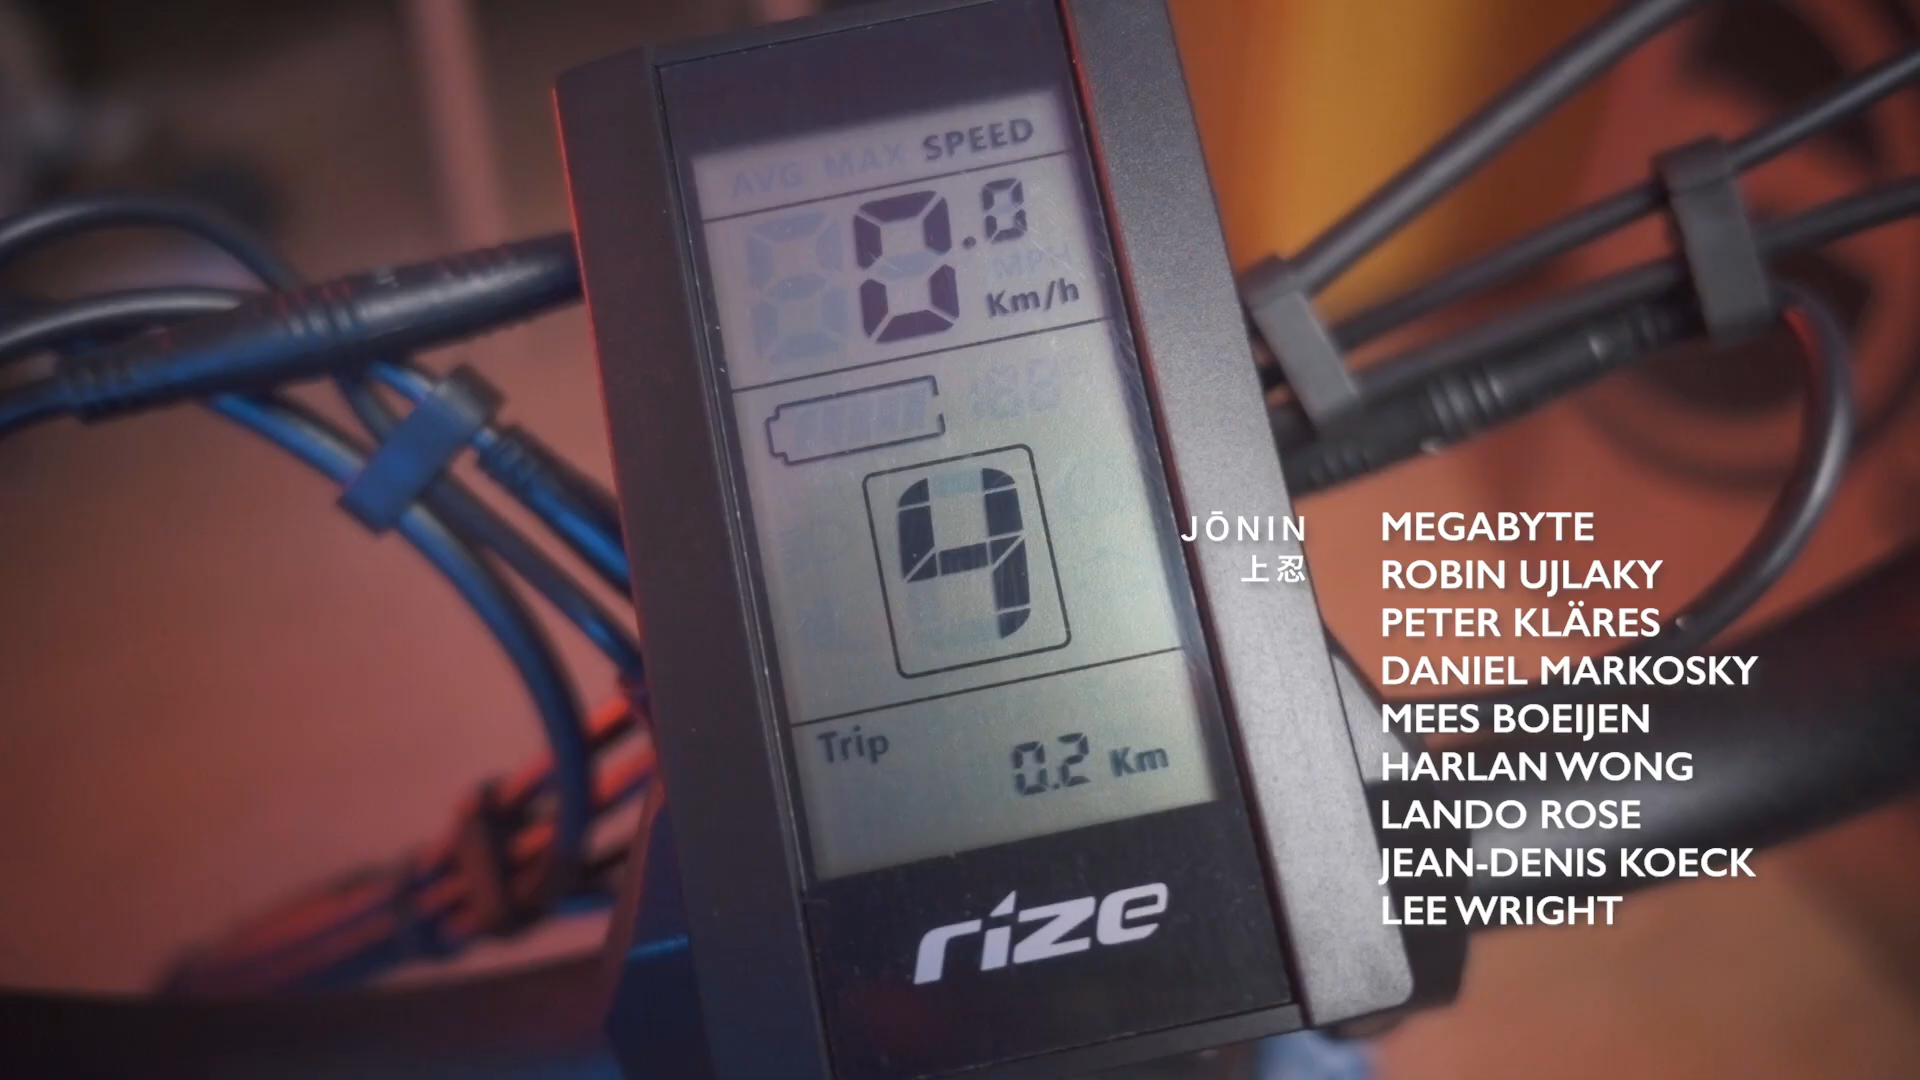 AVG MAX SPEED
0.0
MPH
Km/h
4
Trip
0.2 Km
rize
JŌNIN
上忍
MEGABYTE
ROBIN UJLAKY
PETER KLÄRES
DANIEL MARKOSKY
MEES BOEIJEN
HARLAN WONG
LANDO ROSE
JEAN-DENIS KOECK
LEE WRIGHT